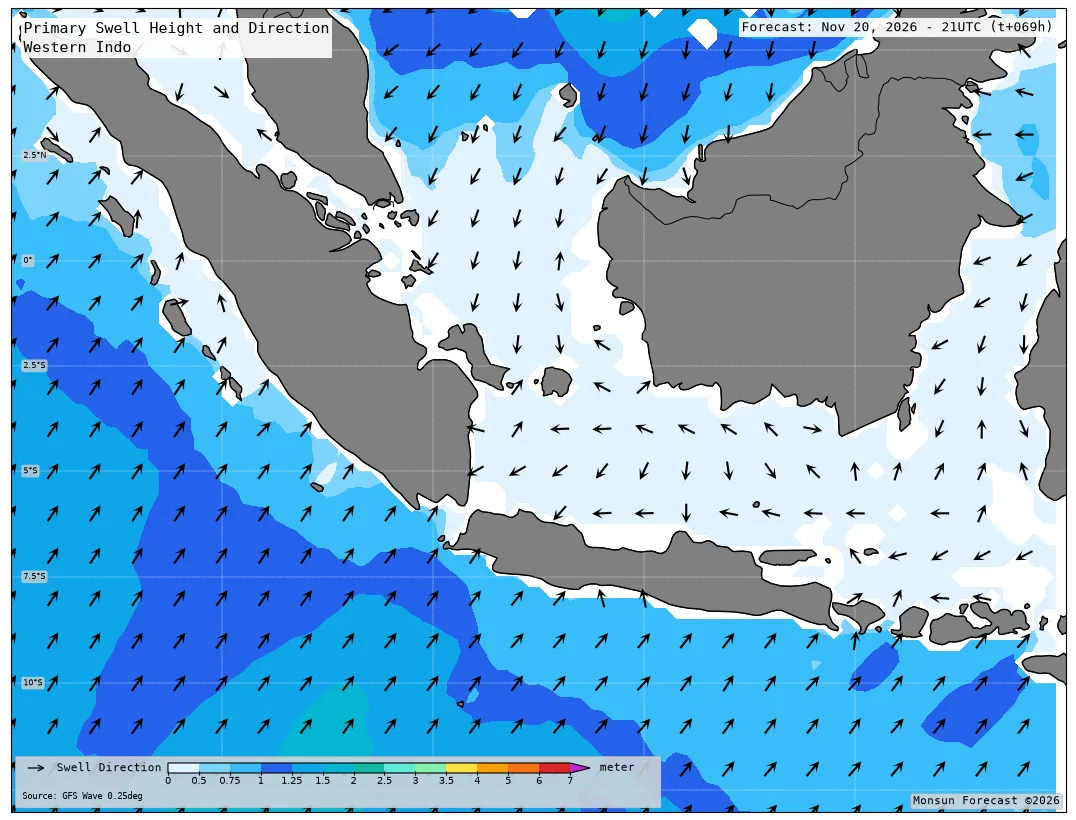 Primary Swell Height and Direction
Western Indo
Forecast: Nov 20, 2026 - 21UTC (t+069h)
2.5°N
0°
2.5°S
5°S
7.5°S
10°S
Swell Direction
meter
0 0.5 0.75 1 1.25 1.5 2 2.5 3 3.5 4 5 6 7
Source: GFS Wave 0.25deg
Monsun Forecast ©2026